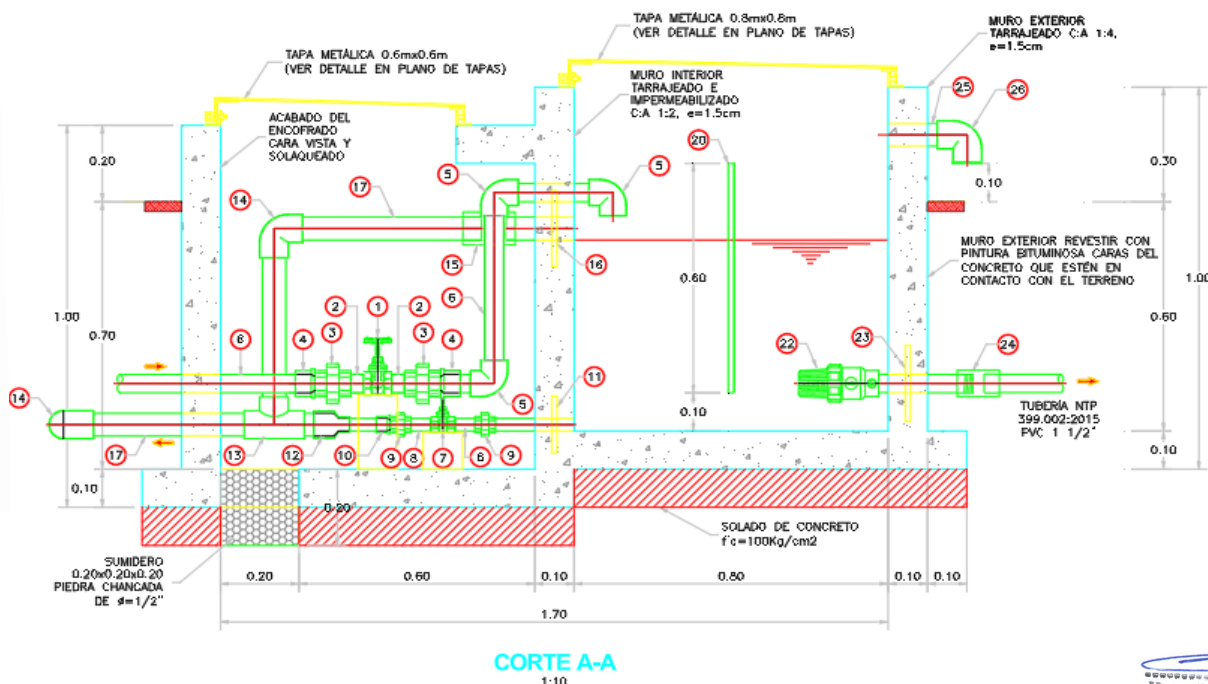 TAPA METÁLICA 0.8mx0.8m
(VER DETALLE EN PLANO DE TAPAS)
MURO EXTERIOR
TARRAJEADO C:A 1:4,
e=1.5cm
TAPA METÁLICA 0.6mx0.6m
(VER DETALLE EN PLANO DE TAPAS)
MURO INTERIOR
TARRAJEADO E
IMPERMEABILIZADO
C:A 1:2, e=1.5cm
25
26
ACABADO DEL
ENCOFRADO
CARA VISTA Y
SOLAQUEADO
20
0.20
0.30
5
5
17
14
0.10
15
16
MURO EXTERIOR REVESTIR CON
PINTURA BITUMINOSA CARAS DEL
CONCRETO QUE ESTÉN EN
CONTACTO CON EL TERRENO
0.60
1.00
6
2
1
2
1.00
0.70
3
3
0.60
6
4
4
22
23
24
11
14
5
0.10
TUBERÍA NTP
399.002:2015
PVC 1 1/2"
17
13
12
10
9
8
7
6
9
0.10
0.10
0.20
SOLADO DE CONCRETO
f'c=100Kg/cm2
SUMIDERO
0.20x0.20x0.20
PIEDRA CHANCADA
DE ø=1/2"
0.20
0.60
0.10
0.80
0.10
0.10
1.70
CORTE A-A
1:10